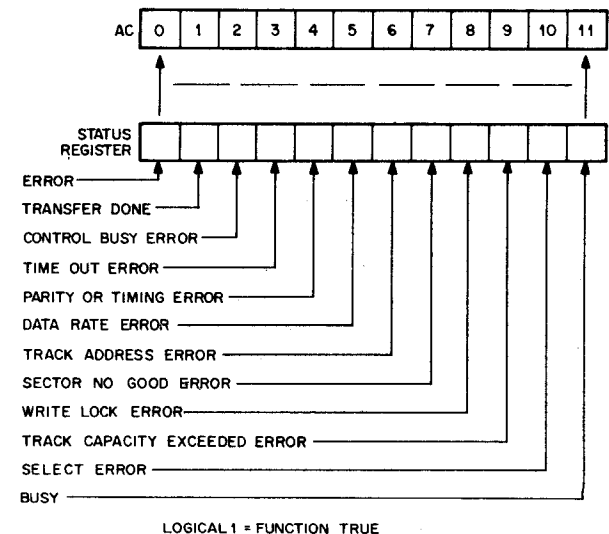 AC 0 1 2 3 4 5 6 7 8 9 10 11
STATUS
REGISTER
ERROR
TRANSFER DONE
CONTROL BUSY ERROR
TIME OUT ERROR
PARITY OR TIMING ERROR
DATA RATE ERROR
TRACK ADDRESS ERROR
SECTOR NO GOOD ERROR
WRITE LOCK ERROR
TRACK CAPACITY EXCEEDED ERROR
SELECT ERROR
BUSY
LOGICAL 1 = FUNCTION TRUE